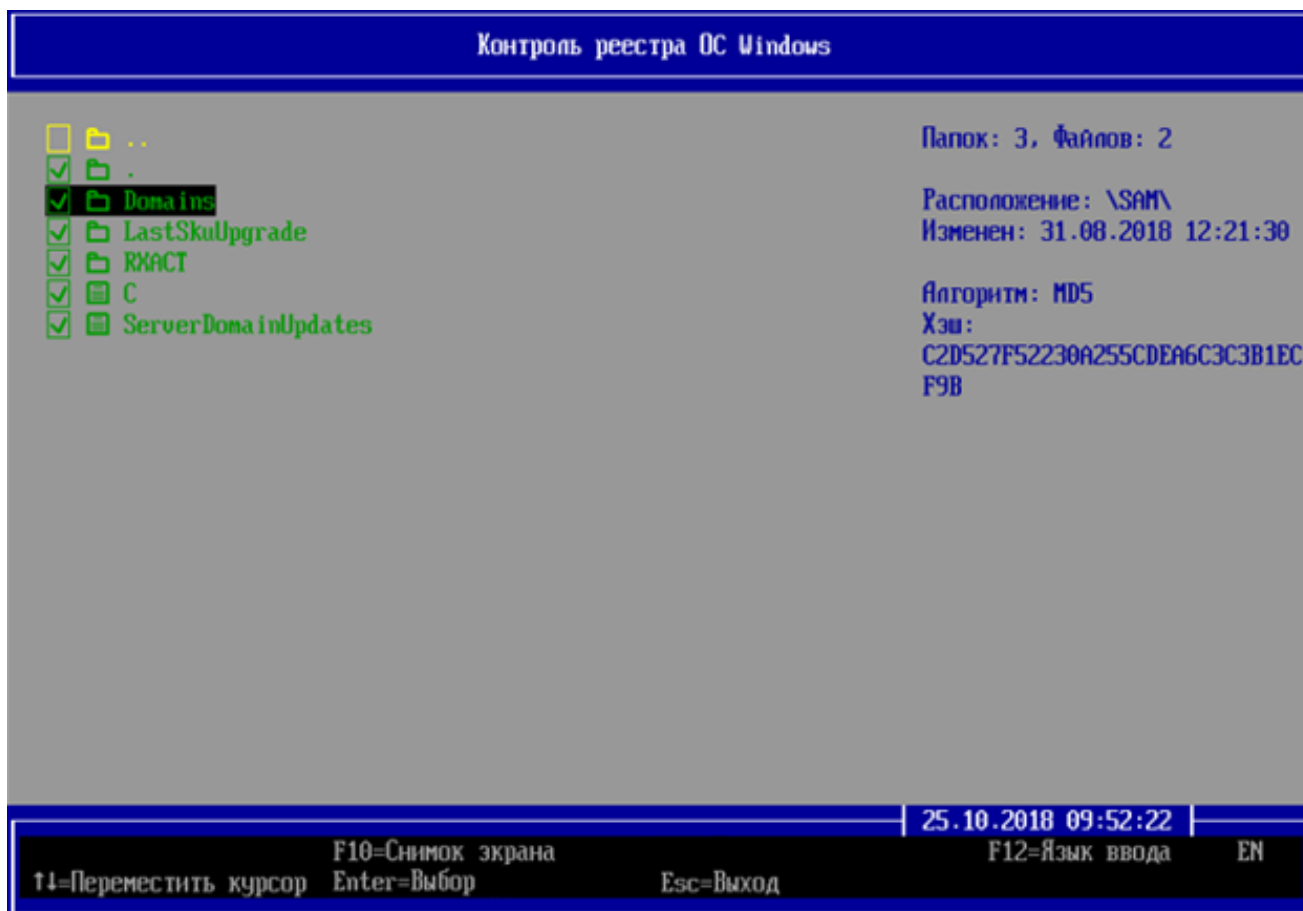 Контроль реестра ОС Windows
..
.
Domains
LastSkuUpgrade
RXACT
C
ServerDomainUpdates
Папок: 3, Файлов: 2
Расположение: \SAM\
Изменен: 31.08.2018 12:21:30
Алгоритм: MD5
Хэш:
C2D527F52230A255CDEA6C3C3B1EC
F9B
25.10.2018 09:52:22
F10=Снимок экрана F12=Язык ввода EN
↑↓=Переместить курсор Enter=Выбор Esc=Выход